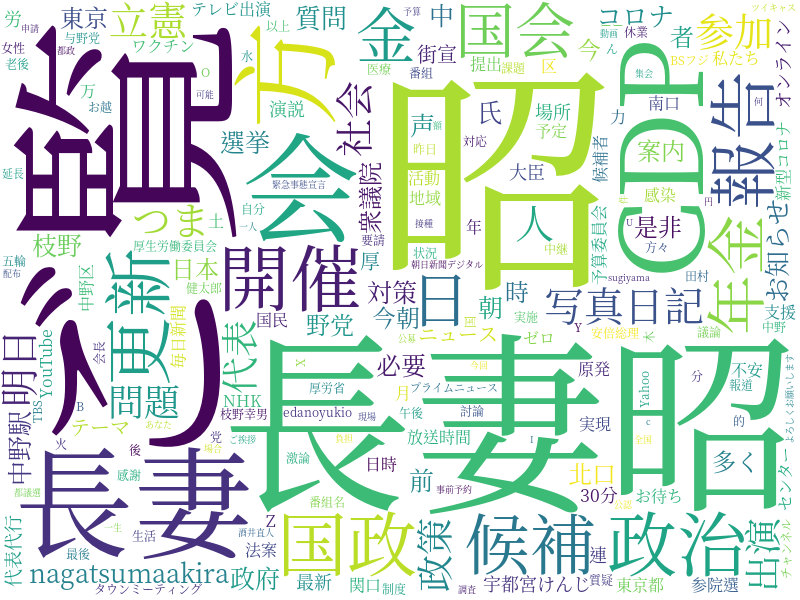 労
東京
立憲
テレビ出演
質問
金
中
国会
コロナ
参加
ツイキャス
女性
申請
都政
与野党
ワクチン
以上
街宣
今
者
動画
休業
ん
予算
老後
水
医療
番組
提出
課題
区
BSフジ
私たち
オンライン
集会
何
覧
方
昭
CDP
報告
万
お越
可能
演説
社会
氏
声
場所
予定
力
南口
選挙
昨日
対応
候補者
案内
新型コロナ
延長
会
緊急事態宣言
衆議院
活動
地域
大臣
感染
円
つま
土
自分
一人
要請
接種
年
人
予算委員会
是非
お知らせ
枝野
厚生労働委員会
状況
中継
方々
年金
五輪
配布
中野区
日本
健太郎
厚
朝日新聞デジタル
sugiyama
田村
支援
ぶり
更新
開催
対策
日
朝
時
写真日記
会長
毎日新聞
国民
野党
今朝
ニュース
国
実施
ゼロ
Y
安倍総理
木
議論
中野
明日
YouTube
TBS
代表
公募
必要
今回
原発
分
不安
報道
Yahoo
よろしくお願いします
中野駅
B
問題
NHK
X
厚労省
月
プライムニュース
テーマ
あなた
枝野幸男
edanoyukio
現場
午後
討論
実現
的
火
後
党
ご挨拶
負担
放送時間
I
c
全国
多く
長妻
昭
長妻
感謝
場合
激論
日時
前
北口
センター
都議選
番組名
事前予約
30分
お待ち
公認
代表代行
一生
Z
酒井直人
国政
政策
候補
政治
出演
チャンネル
最後
生活
法案
連
nagatsumaakira
政府
最新
関口
制度
調査
宇都宮けんじ
質疑
東京都
参院選
タウンミーティング